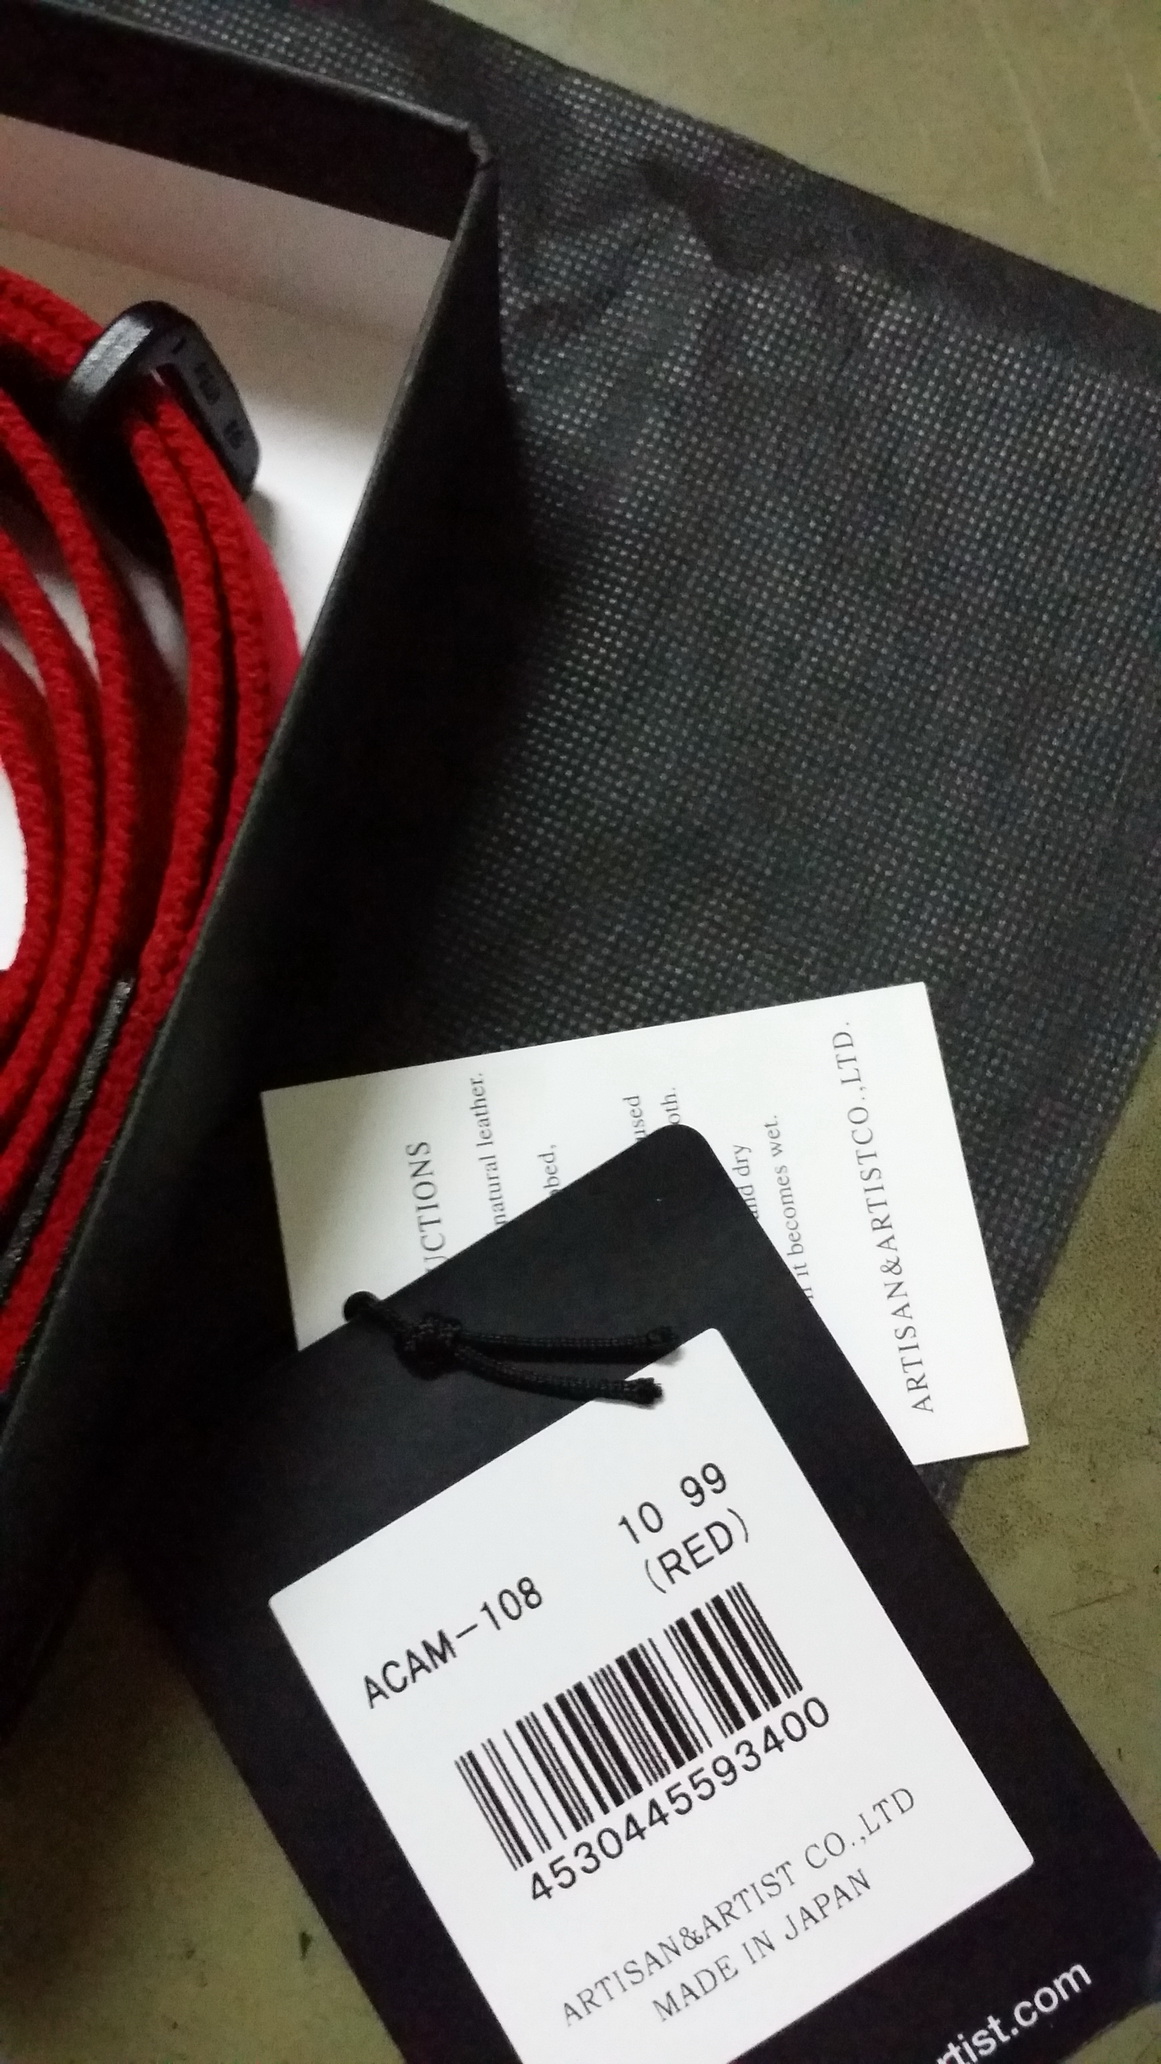 UCTIONS
natural leather.
bed,
used
oth.
nd dry
it becomes wet.
ARTISAN&ARTISTCO.,LTD.
10 99
ACAM-108 (RED)
4530445593400
ARTISAN&ARTIST CO.,LTD
MADE IN JAPAN
rtist.com